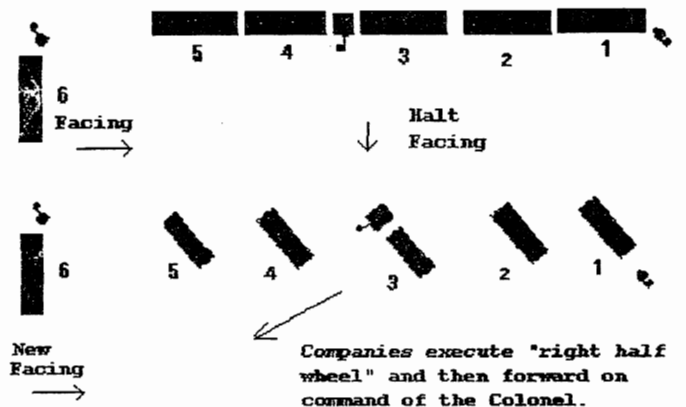 5 4 3 2 1
6
Facing
Halt
Facing
6 5 4 3 2 1
New
Facing
Companies execute "right half
wheel" and then forward on
command of the Colonel.